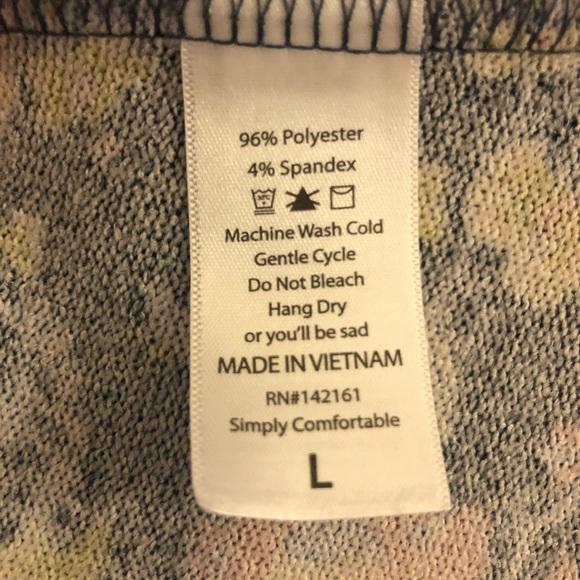 96% Polyester
4% Spandex
Machine Wash Cold
Gentle Cycle
Do Not Bleach
Hang Dry
or you'll be sad
MADE IN VIETNAM
RN#142161
Simply Comfortable
L